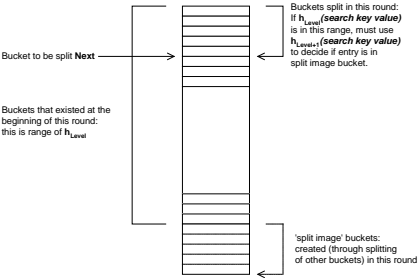 Buckets split in this round:
If h Level (search key value)
is in this range, must use
h Level+1 (search key value)
to decide if entry is in
split image bucket.
Bucket to be split Next
Buckets that existed at the
beginning of this round:
this is range of h Level
'split image' buckets:
created (through splitting
of other buckets) in this round